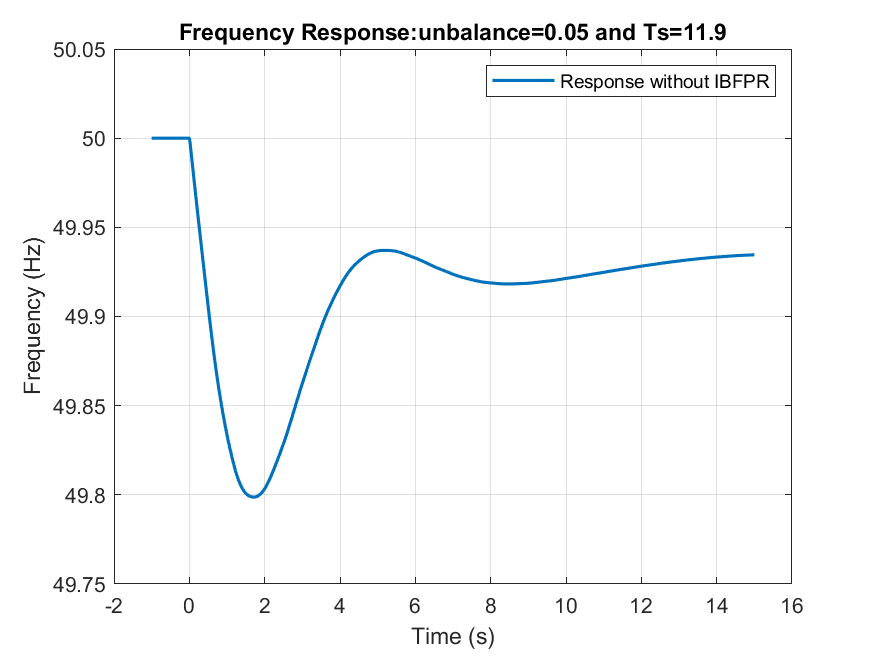 Frequency Response:unbalance=0.05 and Ts=11.9
50.05
Response without IBFPR
50
49.95
49.9
49.85
49.8
49.75
Frequency (Hz)
-2 0 2 4 6 8 10 12 14 16
Time (s)